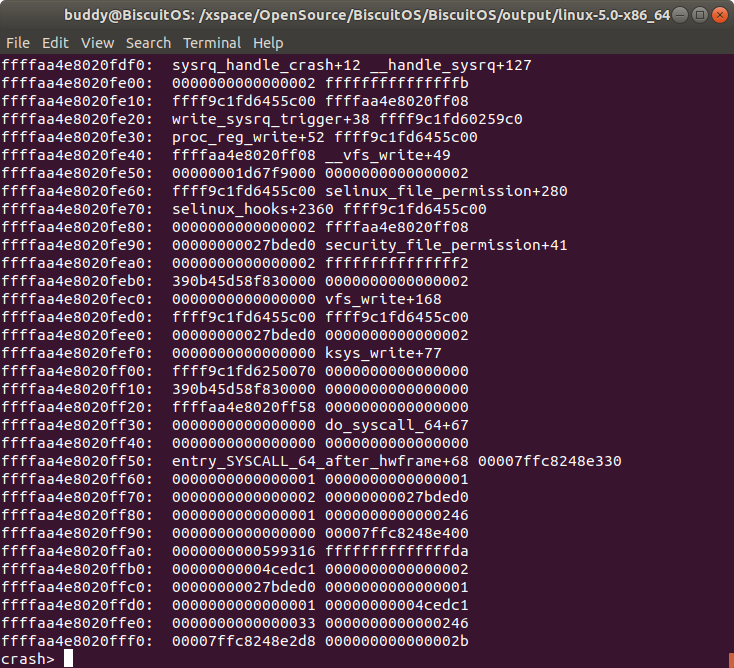 buddy@BiscuitOS: /xspace/OpenSource/BiscuitOS/BiscuitOS/output/linux-5.0-x86_64
File Edit View Search Terminal Help
ffffaa4e8020fdf0:  sysrq_handle_crash+12 __handle_sysrq+127
ffffaa4e8020fe00:  0000000000000002 fffffffffffffffb
ffffaa4e8020fe10:  ffff9c1fd6455c00 ffffaa4e8020ff08
ffffaa4e8020fe20:  write_sysrq_trigger+38 ffff9c1fd60259c0
ffffaa4e8020fe30:  proc_reg_write+52 ffff9c1fd6455c00
ffffaa4e8020fe40:  ffffaa4e8020ff08 __vfs_write+49
ffffaa4e8020fe50:  00000001d67f9000 0000000000000002
ffffaa4e8020fe60:  ffff9c1fd6455c00 selinux_file_permission+280
ffffaa4e8020fe70:  selinux_hooks+2360 ffff9c1fd6455c00
ffffaa4e8020fe80:  0000000000000002 ffffaa4e8020ff08
ffffaa4e8020fe90:  00000000027bded0 security_file_permission+41
ffffaa4e8020fea0:  0000000000000002 fffffffffffffff2
ffffaa4e8020feb0:  390b45d58f830000 0000000000000002
ffffaa4e8020fec0:  0000000000000000 vfs_write+168
ffffaa4e8020fed0:  ffff9c1fd6455c00 ffff9c1fd6455c00
ffffaa4e8020fee0:  00000000027bded0 0000000000000002
ffffaa4e8020fef0:  0000000000000000 ksys_write+77
ffffaa4e8020ff00:  ffff9c1fd6250070 0000000000000000
ffffaa4e8020ff10:  390b45d58f830000 0000000000000000
ffffaa4e8020ff20:  ffffaa4e8020ff58 0000000000000000
ffffaa4e8020ff30:  0000000000000000 do_syscall_64+67
ffffaa4e8020ff40:  0000000000000000 0000000000000000
ffffaa4e8020ff50:  entry_SYSCALL_64_after_hwframe+68 00007ffc8248e330
ffffaa4e8020ff60:  0000000000000001 0000000000000001
ffffaa4e8020ff70:  0000000000000002 00000000027bded0
ffffaa4e8020ff80:  0000000000000001 0000000000000246
ffffaa4e8020ff90:  0000000000000000 00007ffc8248e400
ffffaa4e8020ffa0:  0000000000599316 ffffffffffffffda
ffffaa4e8020ffb0:  00000000004cedc1 0000000000000002
ffffaa4e8020ffc0:  00000000027bded0 0000000000000001
ffffaa4e8020ffd0:  0000000000000001 00000000004cedc1
ffffaa4e8020ffe0:  0000000000000033 0000000000000246
ffffaa4e8020fff0:  00007ffc8248e2d8 000000000000002b
crash>